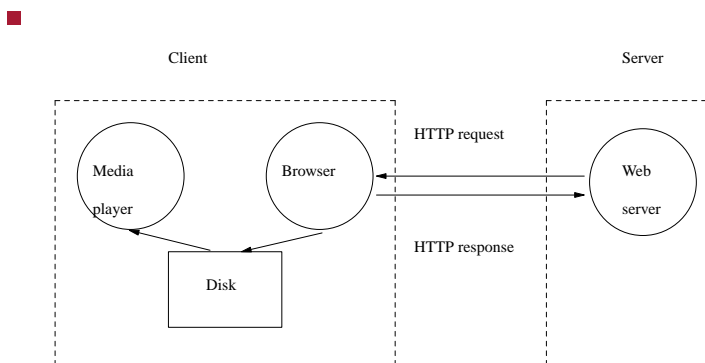 Client
Server
HTTP request
Media
player
Browser
Web
server
HTTP response
Disk